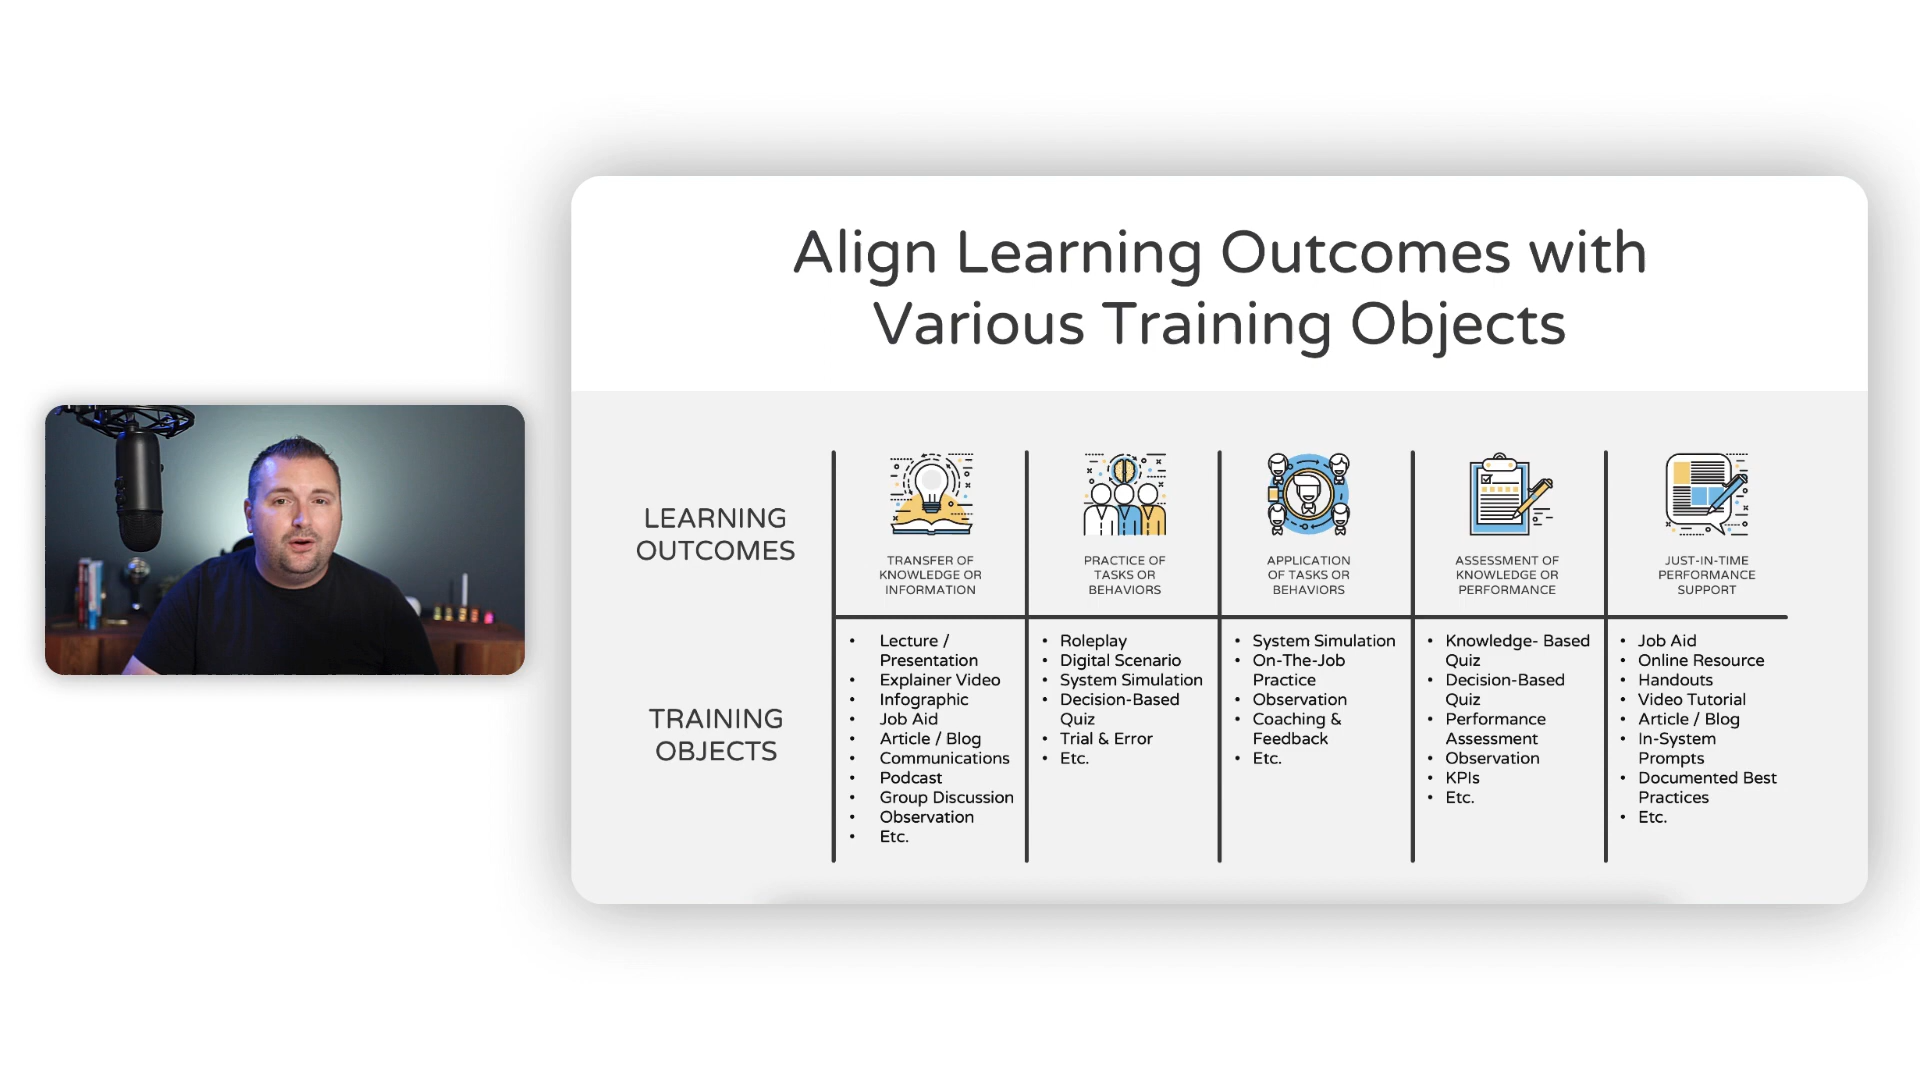 Align Learning Outcomes with
Various Training Objects
LEARNING
OUTCOMES
TRANSFER OF
KNOWLEDGE OR
INFORMATION
PRACTICE OF
TASKS OR
BEHAVIORS
APPLICATION
OF TASKS OR
BEHAVIORS
ASSESSMENT OF
KNOWLEDGE OR
PERFORMANCE
JUST-IN-TIME
PERFORMANCE
SUPPORT
TRAINING
OBJECTS
• Lecture /
Presentation
• Explainer Video
• Infographic
• Job Aid
• Article / Blog
• Communications
• Podcast
• Group Discussion
• Observation
• Etc.
• Roleplay
• Digital Scenario
• System Simulation
• Decision-Based
Quiz
• Trial & Error
• Etc.
• System Simulation
• On-The-Job
Practice
• Observation
• Coaching &
Feedback
• Etc.
• Knowledge- Based
Quiz
• Decision-Based
Quiz
• Performance
Assessment
• Observation
• KPIs
• Etc.
• Job Aid
• Online Resource
• Handouts
• Video Tutorial
• Article / Blog
• In-System
Prompts
• Documented Best
Practices
• Etc.